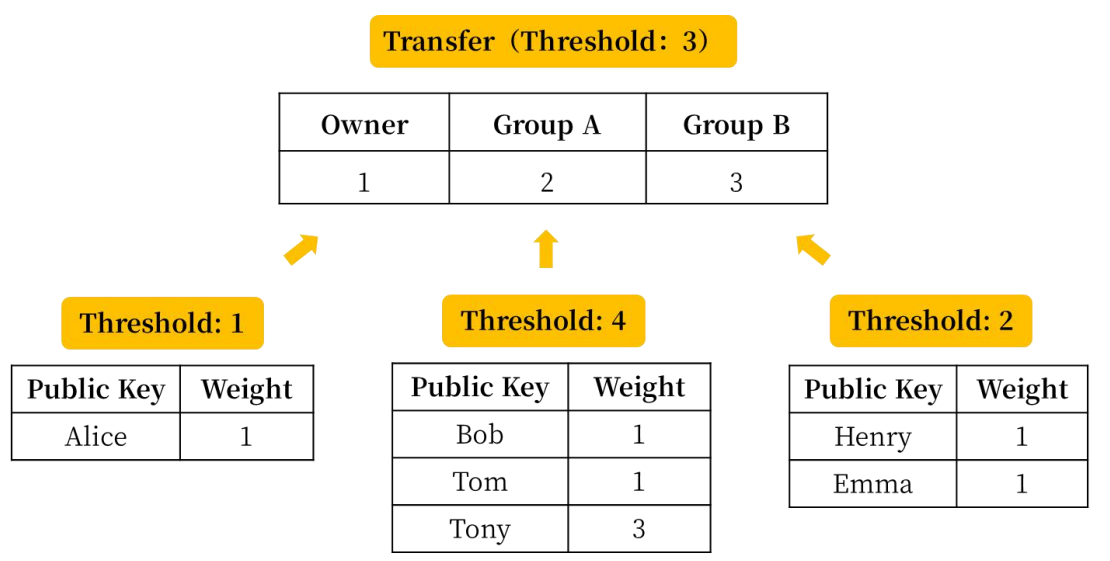 Transfer（Threshold：3）
Owner Group A Group B
1 2 3
Threshold: 1
Public Key Weight
Alice 1
Threshold: 4
Public Key Weight
Bob 1
Tom 1
Tony 3
Threshold: 2
Public Key Weight
Henry 1
Emma 1